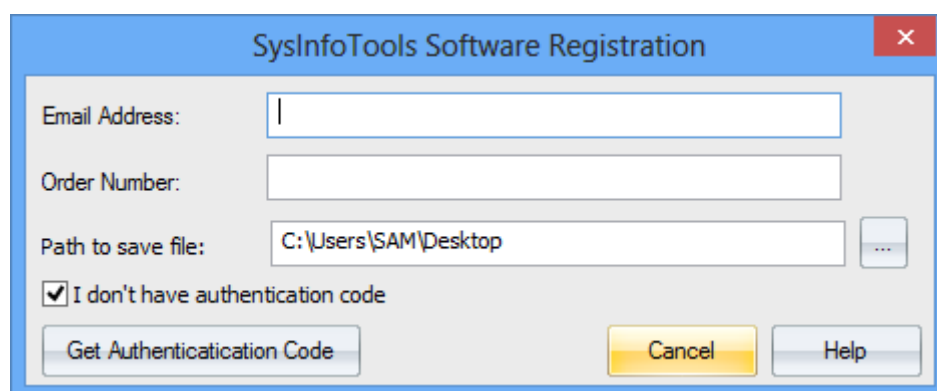 SysInfoTools Software Registration
×
Email Address:
Order Number:
Path to save file: C:\Users\SAM\Desktop ...
I don't have authentication code
Get Authenticatication Code Cancel Help